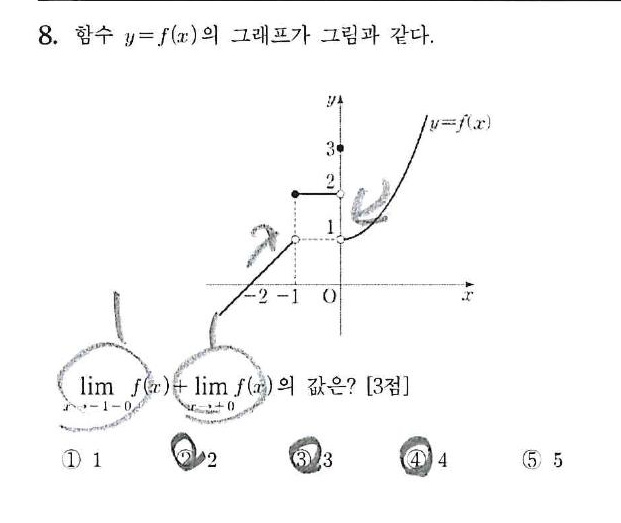 8. 함수 y=f(x)의 그래프가 그림과 같다.
y
y=f(x)
3
2
1
-2 -1 O x
1 1
lim f(x)+ lim f(x)의 값은? [3점]
x→-1-0 x→+0
① 1 ② 2 ③ 3 ④ 4 ⑤ 5